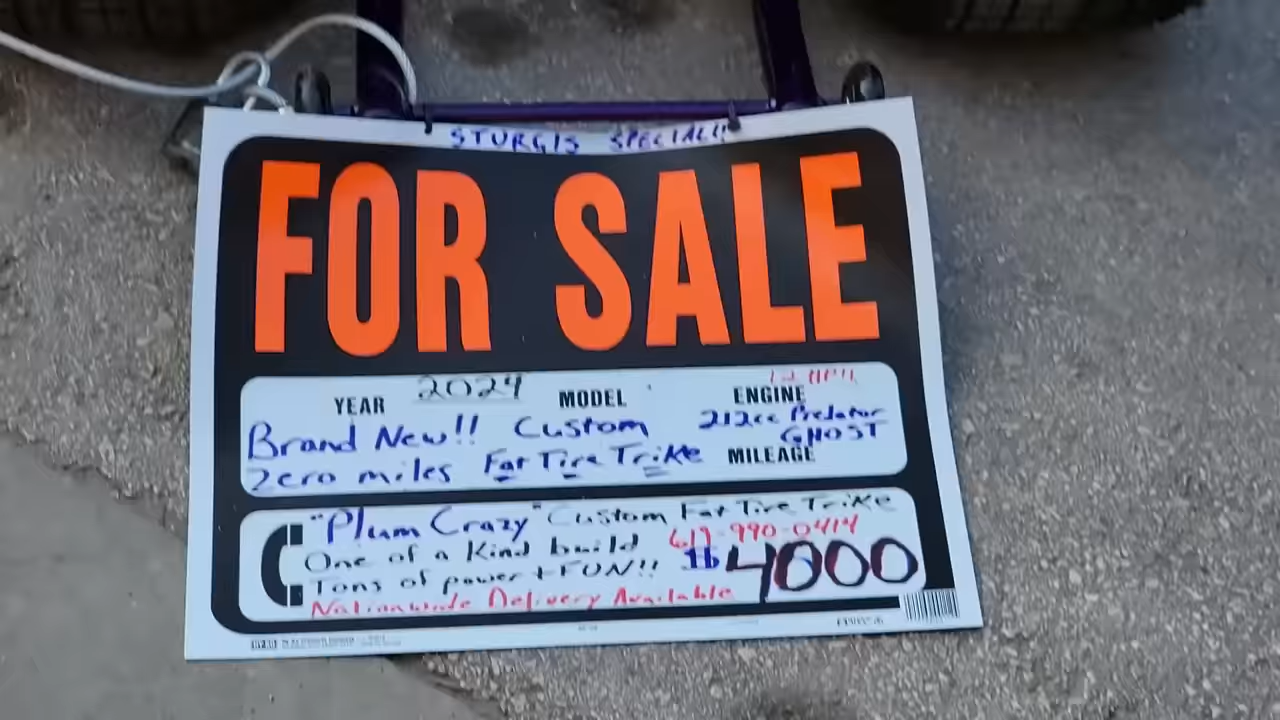 STURGIS SPECIAL!!
FOR SALE
12 HP!!
YEAR 2024 MODEL ENGINE
Brand New!! Custom 212cc Predator
GHOST
Zero miles Fat Tire Trike MILEAGE
"Plum Crazy" Custom Fat Tire Trike
One of a Kind build 619-990-0414
Tons of power + FUN!! $4000
Nationwide Delivery Available